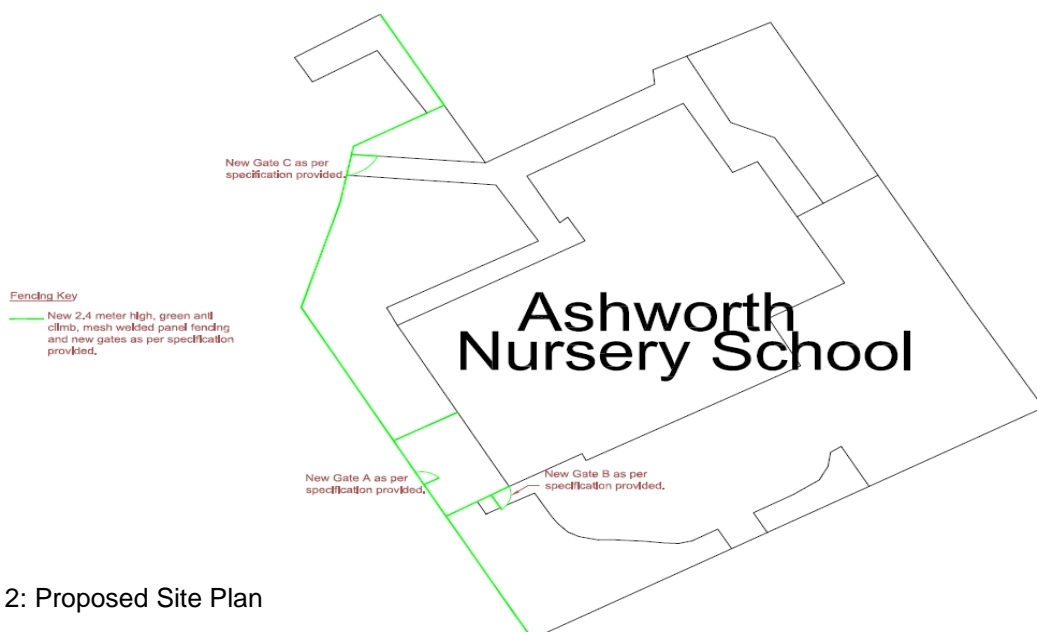 New Gate C as per
specification provided.
Fencing Key
New 2.4 meter high, green anti
climb, mesh welded panel fencing
and new gates as per specification
provided.
Ashworth
Nursery School
New Gate A as per
specification provided.
New Gate B as per
specification provided.
2: Proposed Site Plan